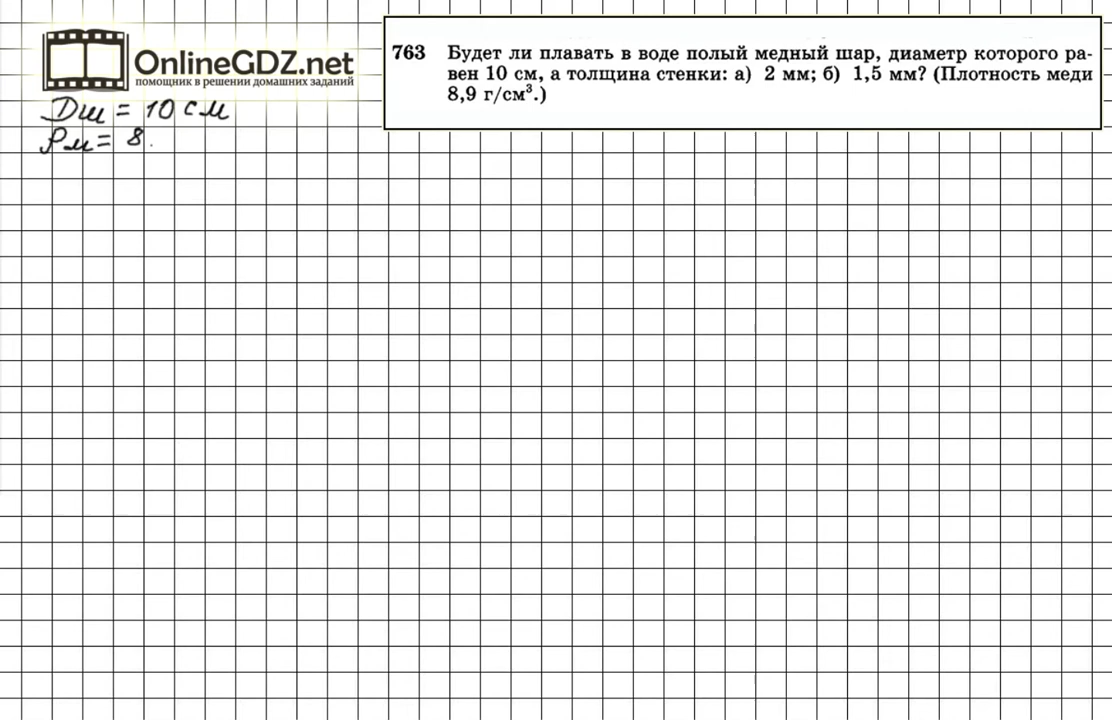 OnlineGDZ.net
помощник в решении домашних заданий
763 Будет ли плавать в воде полый медный шар, диаметр которого ра-
вен 10 см, а толщина стенки: а) 2 мм; б) 1,5 мм? (Плотность меди
8,9 г/см³.)
Dш = 10 см
ρм = 8